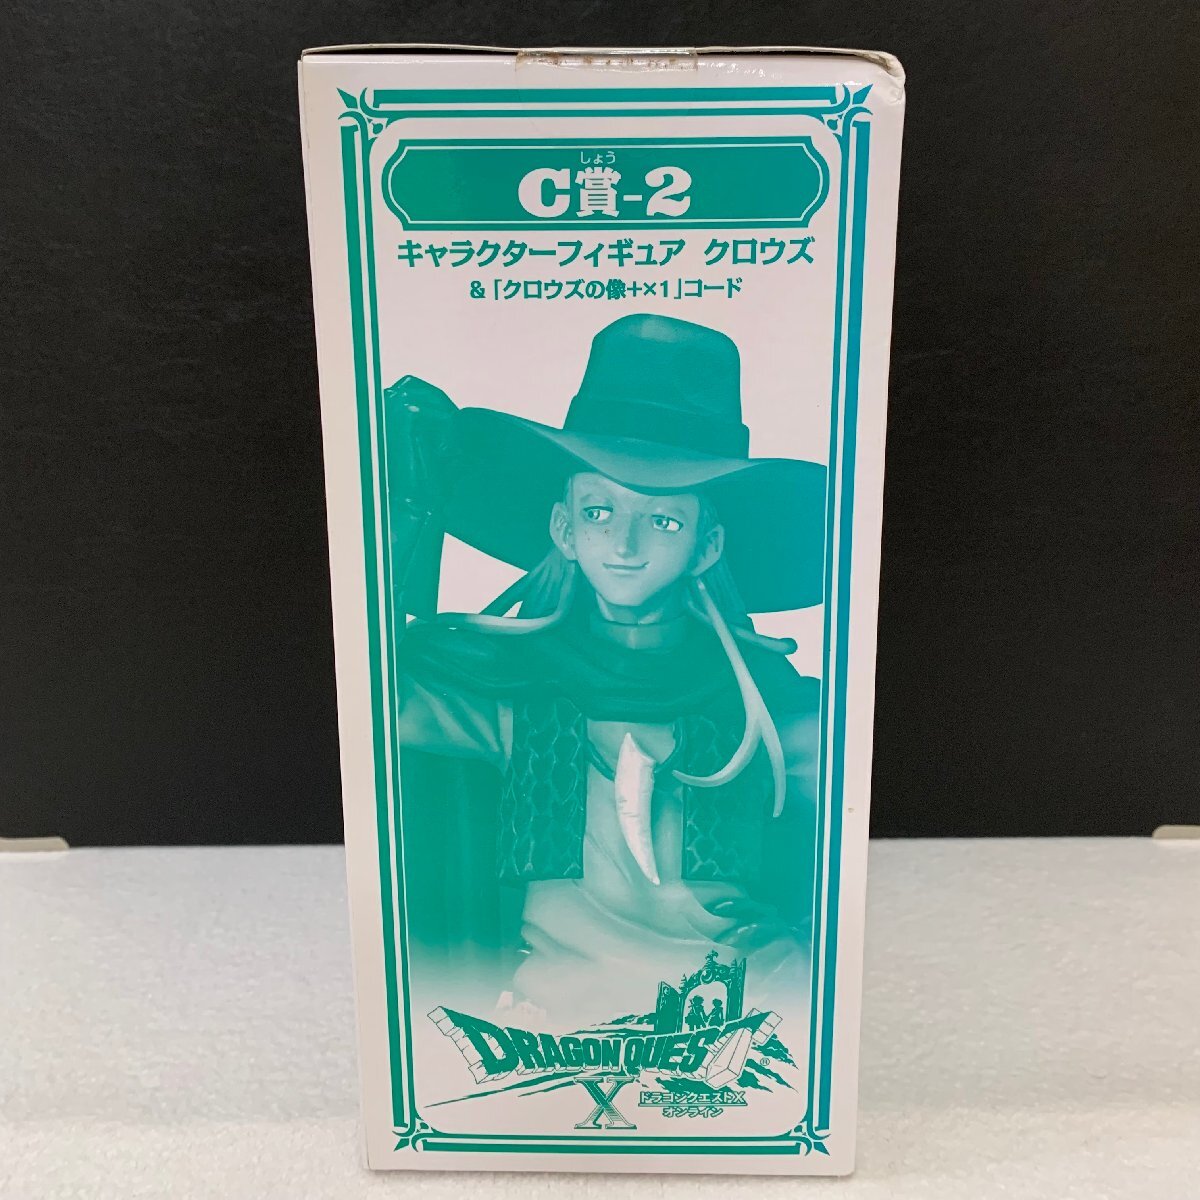 しょう
C賞-2
キャラクターフィギュア クロウズ
&「クロウズの像+×1」コード
DRAGON QUEST®
X
ドラゴンクエストX
オンライン